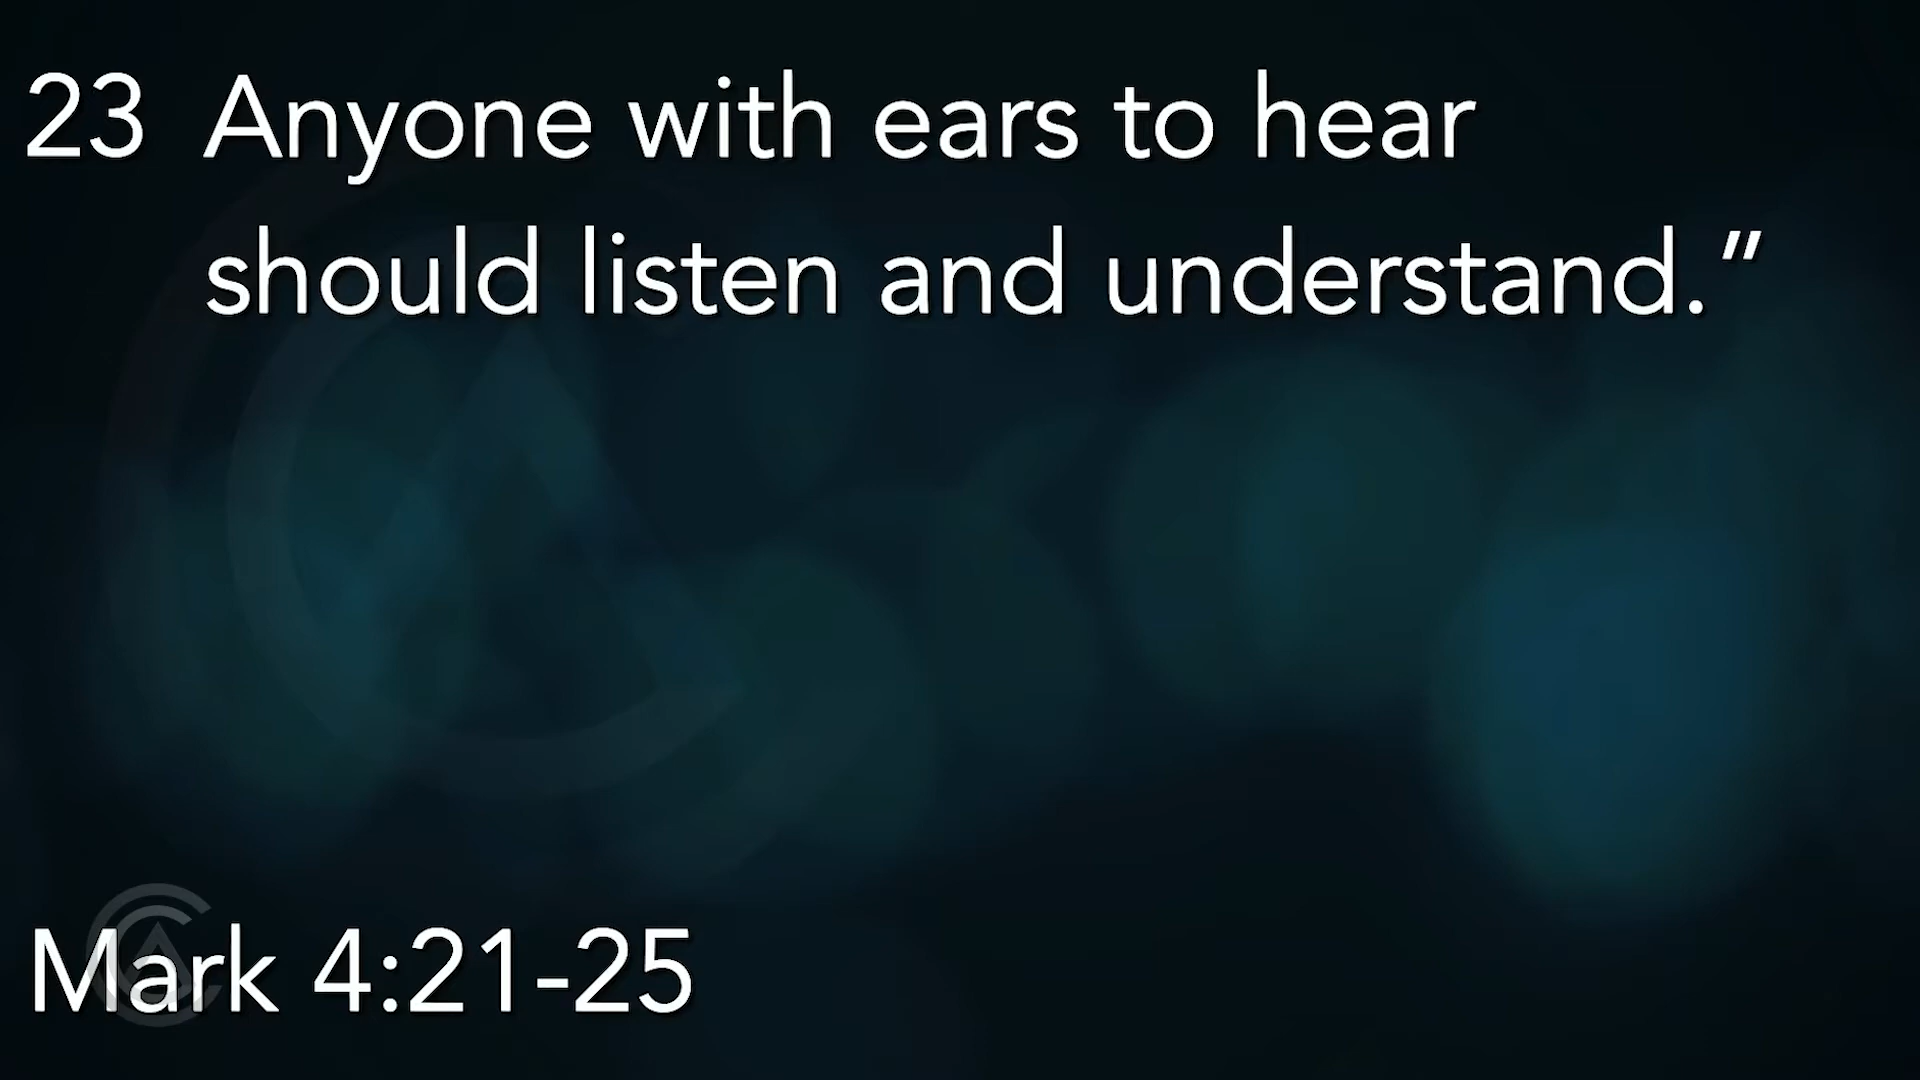 23 Anyone with ears to hear
should listen and understand.”
Mark 4:21-25